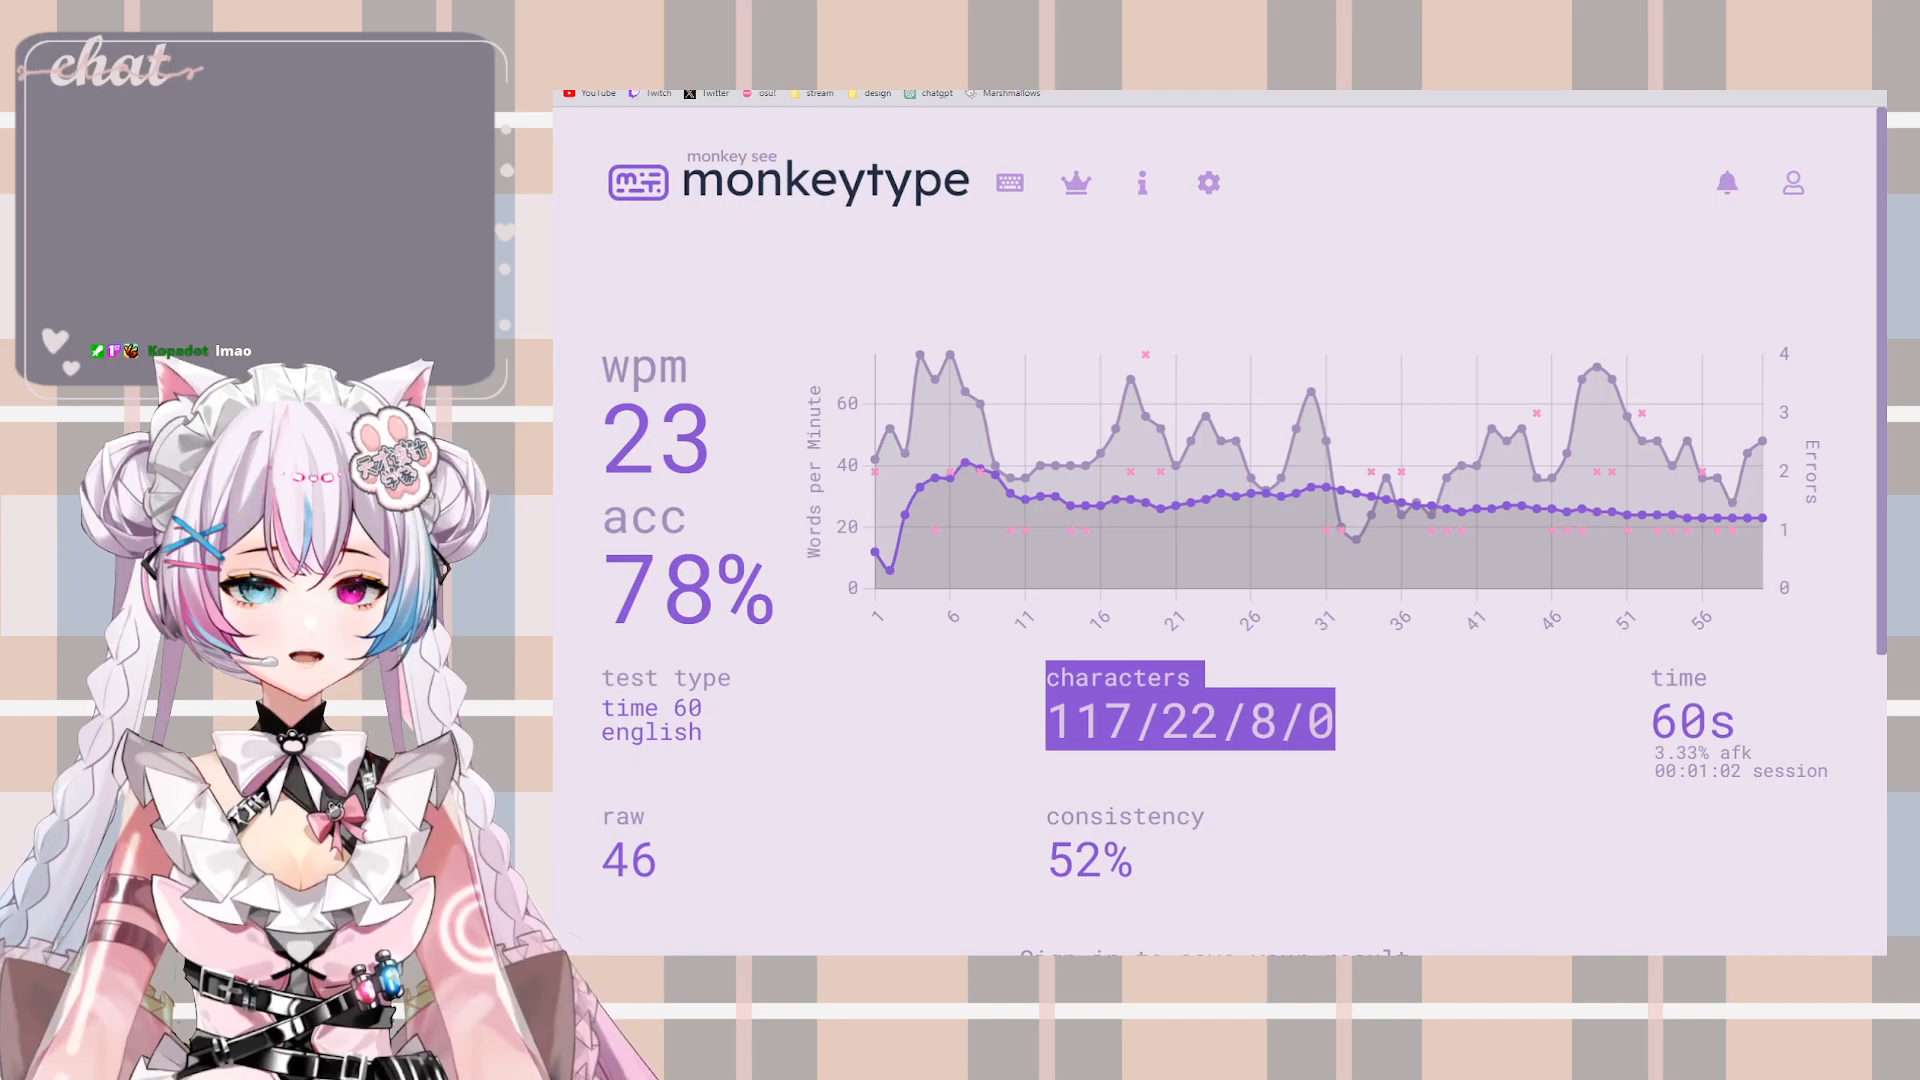 chat
Kopadot lmao
YouTube Twitch Twitter osu! stream design chatgpt Marshmallows
monkey see
monkeytype
wpm
23
acc
78%
Words per Minute
60
40
20
0
4
3
2
1
0
Errors
1 6 11 16 21 26 31 36 41 46 51 56
test type
time 60
english
characters
117/22/8/0
time
60s
3.33% afk
00:01:02 session
raw
46
consistency
52%